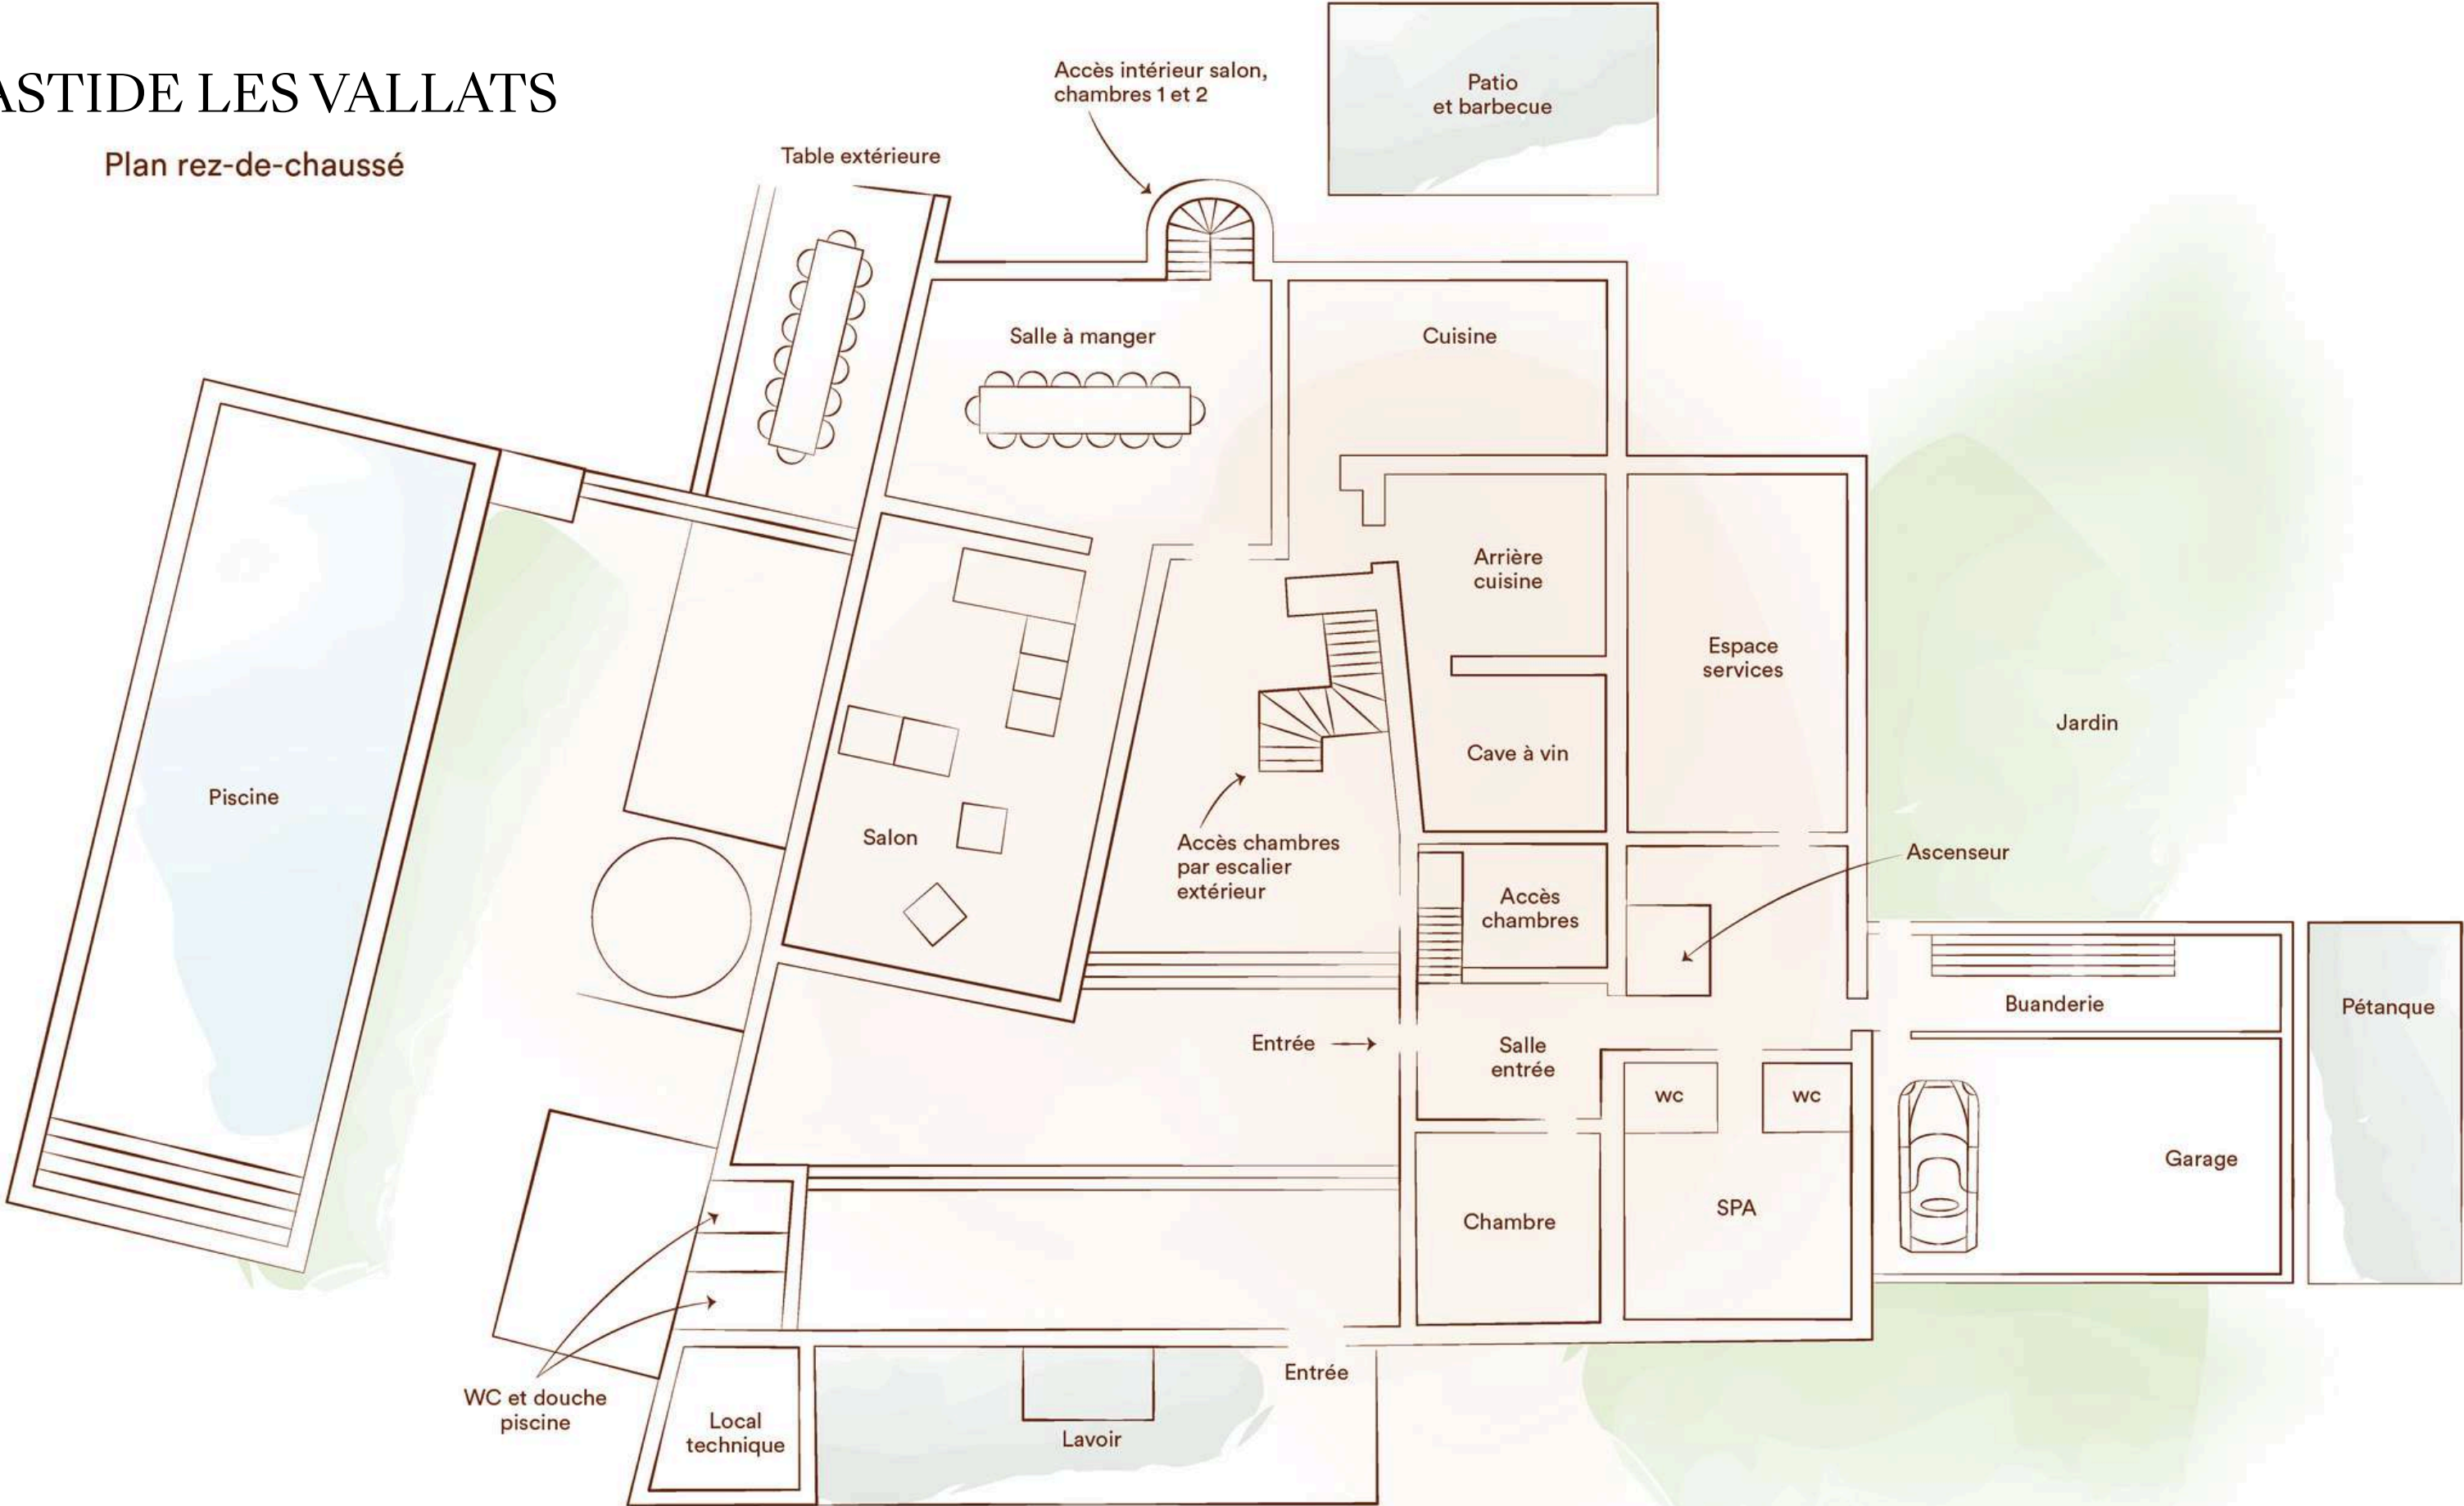 ASTIDE LES VALLATS
Plan rez-de-chaussé
Accès intérieur salon,
chambres 1 et 2
Patio
et barbecue
Table extérieure
Salle à manger
Cuisine
Arrière
cuisine
Espace
services
Jardin
Cave à vin
Piscine
Salon
Accès chambres
par escalier
extérieur
Ascenseur
Accès
chambres
Buanderie
Pétanque
Entrée
Salle
entrée
WC
WC
Garage
SPA
Chambre
Entrée
WC et douche
piscine
Local
technique
Lavoir